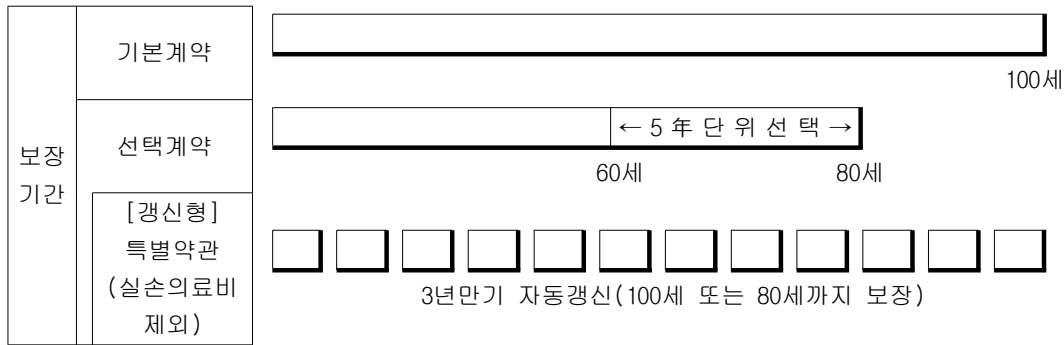 보장
기간
기본계약
100세
선택계약
←5年단위선택→
60세
80세
[갱신형]
특별약관
(실손의료비
제외)
3년만기 자동갱신(100세 또는 80세까지 보장)